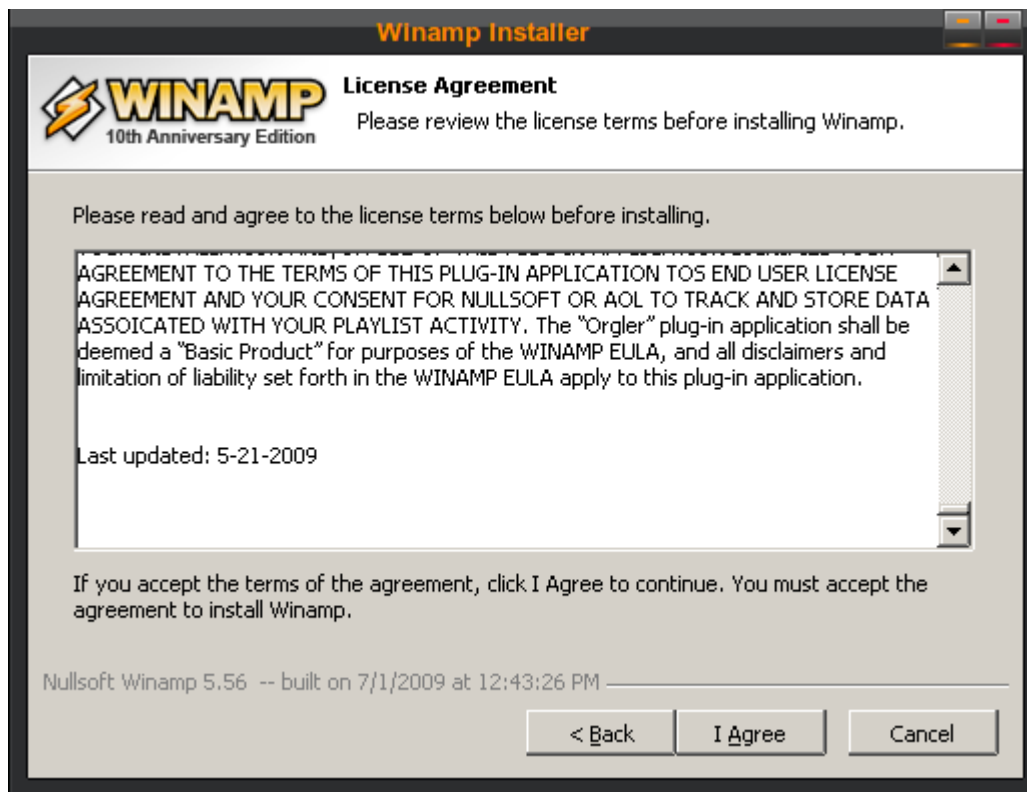 Winamp Installer
WINAMP
10th Anniversary Edition
License Agreement
Please review the license terms before installing Winamp.
Please read and agree to the license terms below before installing.
AGREEMENT TO THE TERMS OF THIS PLUG-IN APPLICATION TOS END USER LICENSE
AGREEMENT AND YOUR CONSENT FOR NULLSOFT OR AOL TO TRACK AND STORE DATA
ASSOICATED WITH YOUR PLAYLIST ACTIVITY. The "Orgler" plug-in application shall be
deemed a "Basic Product" for purposes of the WINAMP EULA, and all disclaimers and
limitation of liability set forth in the WINAMP EULA apply to this plug-in application.
Last updated: 5-21-2009
If you accept the terms of the agreement, click I Agree to continue. You must accept the
agreement to install Winamp.
Nullsoft Winamp 5.56 -- built on 7/1/2009 at 12:43:26 PM
< Back
I Agree
Cancel